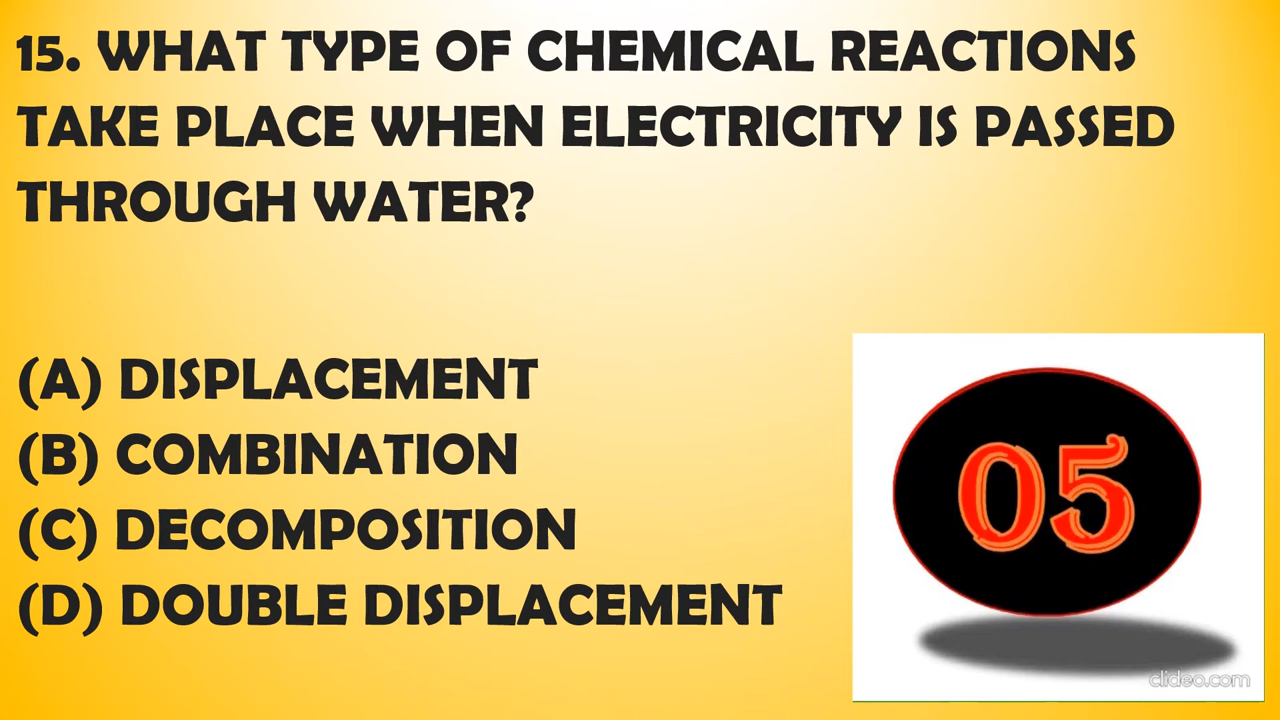 15. WHAT TYPE OF CHEMICAL REACTIONS
TAKE PLACE WHEN ELECTRICITY IS PASSED
THROUGH WATER?
(A) DISPLACEMENT
(B) COMBINATION
(C) DECOMPOSITION
(D) DOUBLE DISPLACEMENT
05
clideo.com